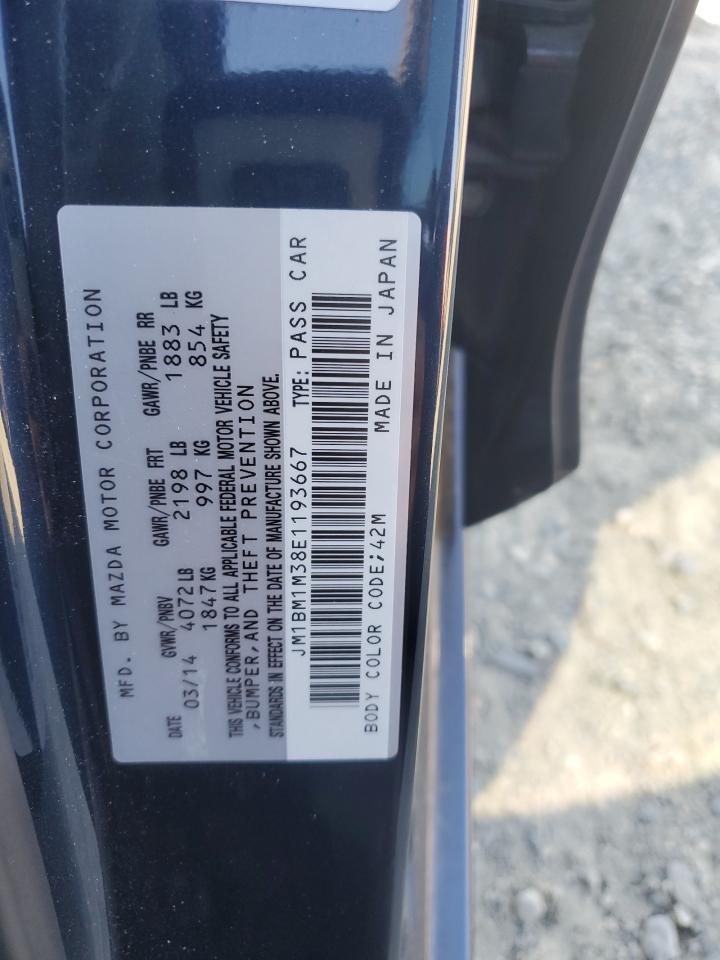 MFD. BY MAZDA MOTOR CORPORATION
DATE GVWR/PNBV GAWR/PNBE FRT GAWR/PNBE RR
03/14 4072 LB 2198 LB 1883 LB
1847 KG 997 KG 854 KG
THIS VEHICLE CONFORMS TO ALL APPLICABLE FEDERAL MOTOR VEHICLE SAFETY
,BUMPER, AND THEFT PREVENTION
STANDARDS IN EFFECT ON THE DATE OF MANUFACTURE SHOWN ABOVE.
JM1BM1M38E1193667 TYPE: PASS CAR
BODY COLOR CODE;42M MADE IN JAPAN